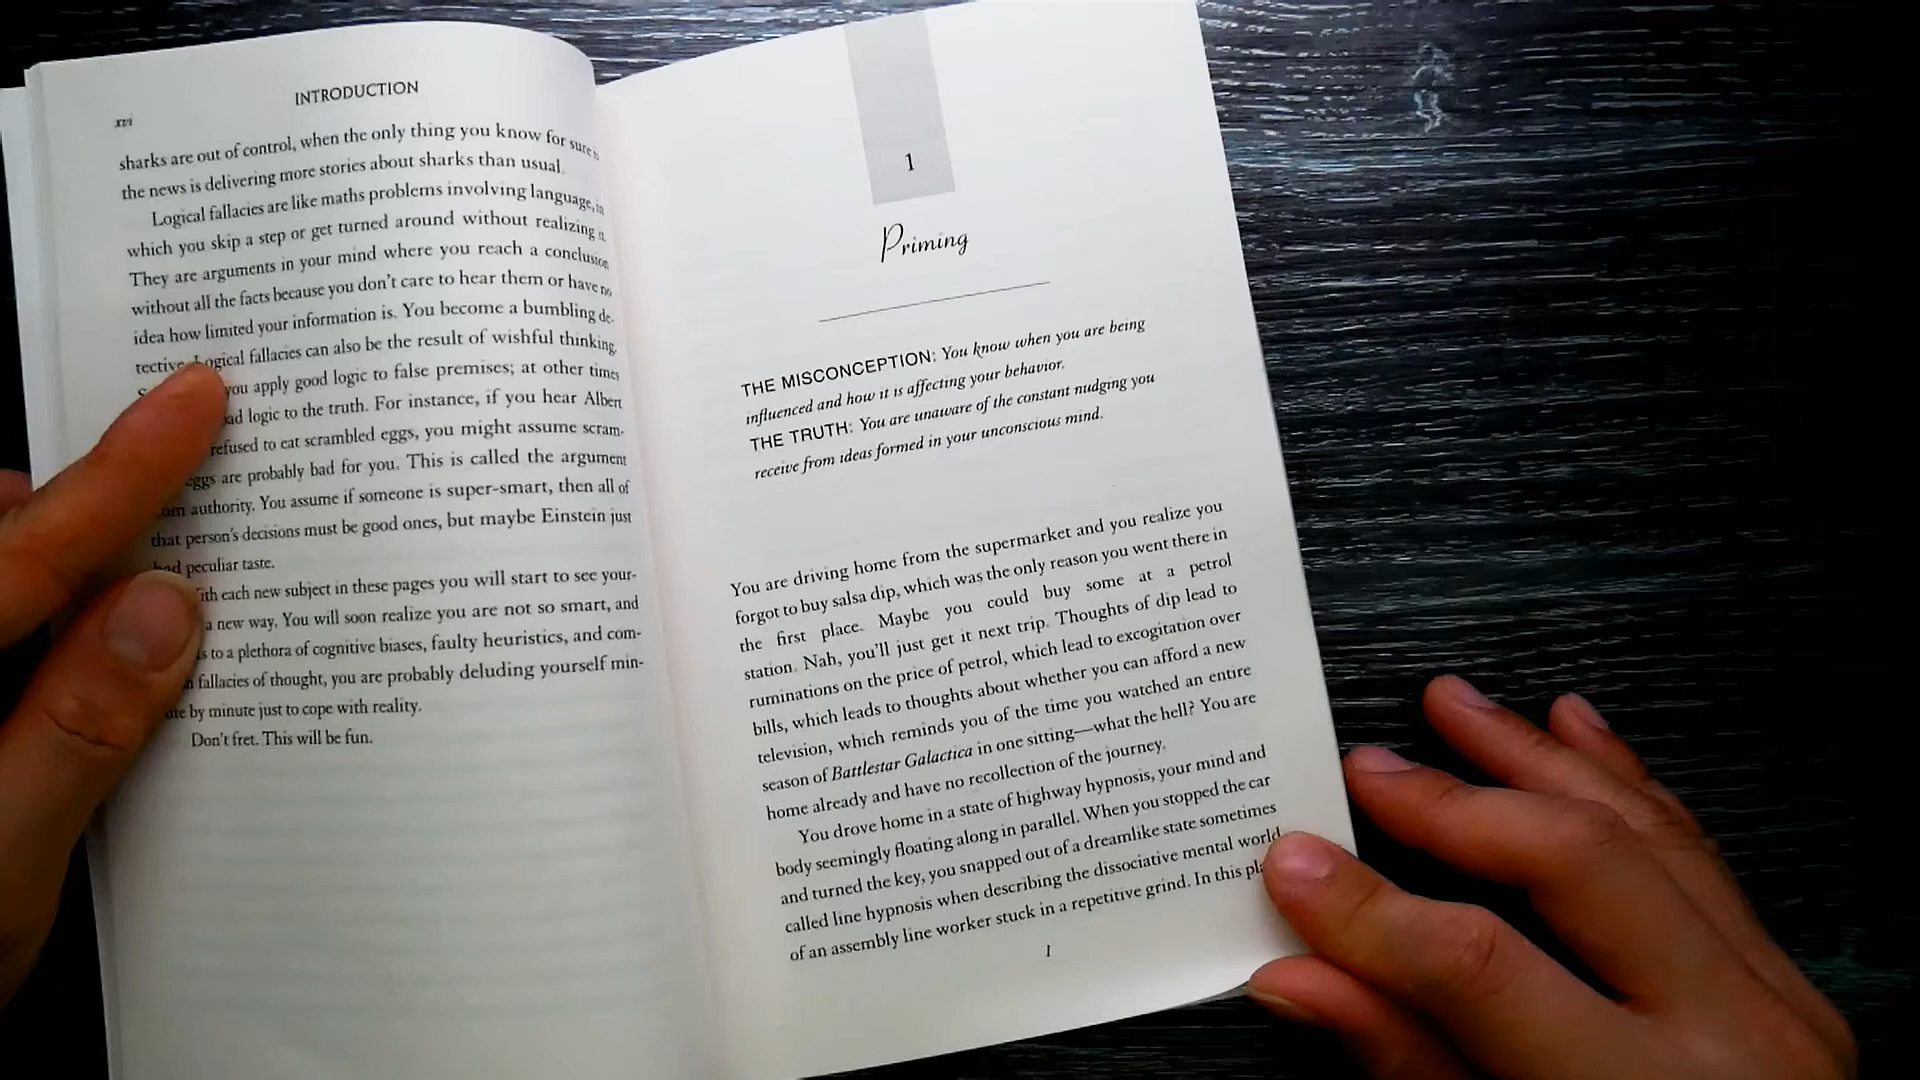 INTRODUCTION
xvi
sharks are out of control, when the only thing you know for sure is
the news is delivering more stories about sharks than usual.
Logical fallacies are like maths problems involving language, in
which you skip a step or get turned around without realizing it.
They are arguments in your mind where you reach a conclusion
without all the facts because you don't care to hear them or have no
idea how limited your information is. You become a bumbling de-
tective. Logical fallacies can also be the result of wishful thinking.
you apply good logic to false premises; at other times
bad logic to the truth. For instance, if you hear Albert
refused to eat scrambled eggs, you might assume scram-
eggs are probably bad for you. This is called the argument
from authority. You assume if someone is super-smart, then all of
that person's decisions must be good ones, but maybe Einstein just
had peculiar taste.
With each new subject in these pages you will start to see your-
a new way. You will soon realize you are not so smart, and
to a plethora of cognitive biases, faulty heuristics, and com-
fallacies of thought, you are probably deluding yourself min-
ute by minute just to cope with reality.
Don't fret. This will be fun.
1
Priming
THE MISCONCEPTION: You know when you are being
influenced and how it is affecting your behavior.
THE TRUTH: You are unaware of the constant nudging you
receive from ideas formed in your unconscious mind.
You are driving home from the supermarket and you realize you
forgot to buy salsa dip, which was the only reason you went there in
the first place. Maybe you could buy some at a petrol
station. Nah, you'll just get it next trip. Thoughts of dip lead to
ruminations on the price of petrol, which lead to excogitation over
bills, which leads to thoughts about whether you can afford a new
television, which reminds you of the time you watched an entire
season of Battlestar Galactica in one sitting—what the hell? You are
home already and have no recollection of the journey.
You drove home in a state of highway hypnosis, your mind and
body seemingly floating along in parallel. When you stopped the car
and turned the key, you snapped out of a dreamlike state sometimes
called line hypnosis when describing the dissociative mental world
of an assembly line worker stuck in a repetitive grind. In this
1